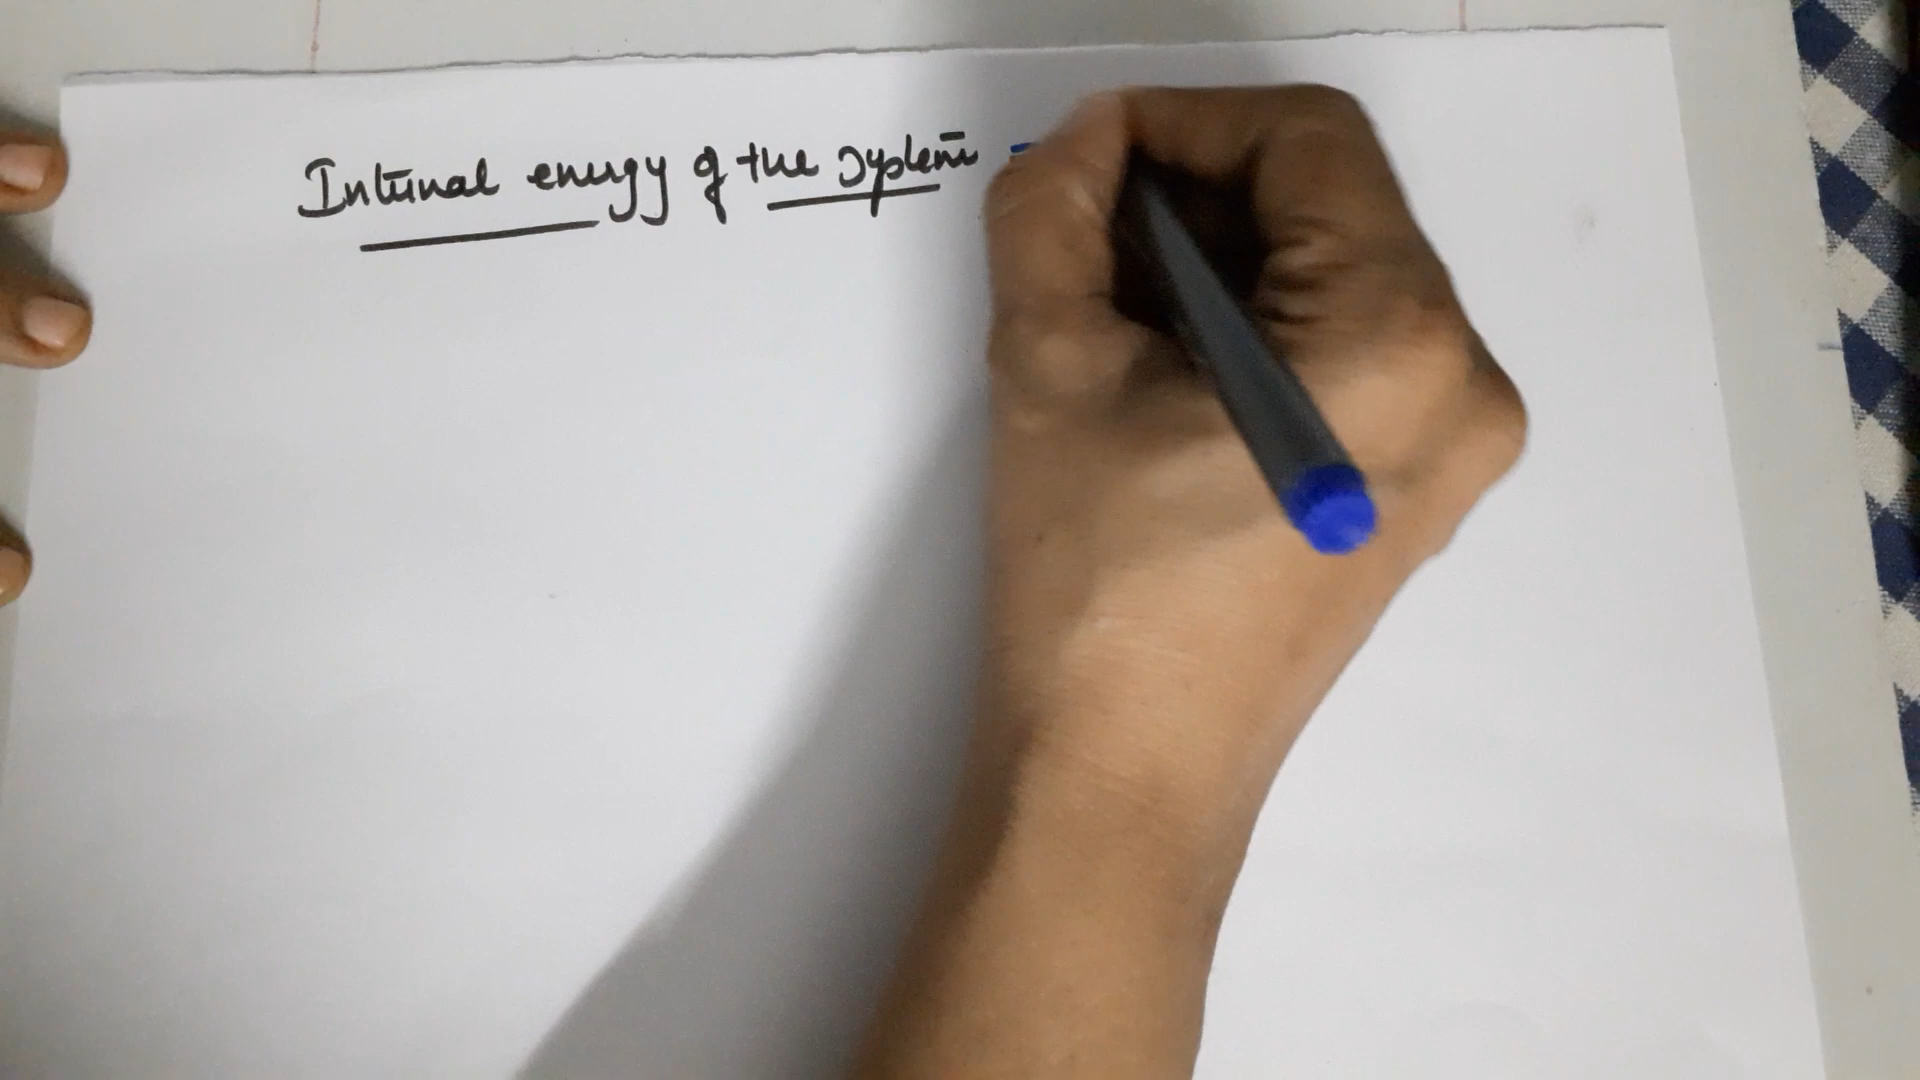 Internal energy of the system